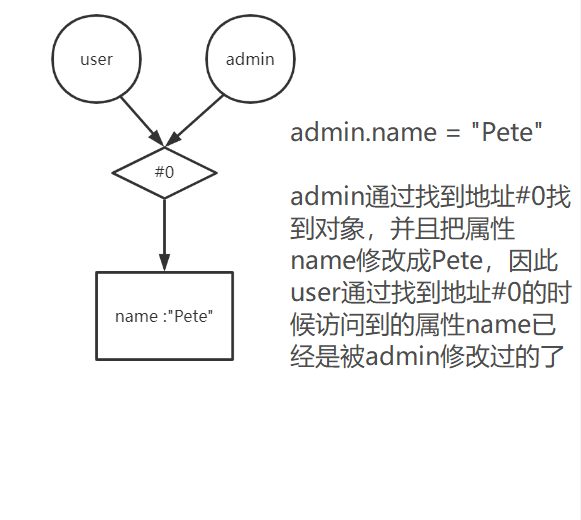 user
admin
#0
name :"Pete"
admin.name = "Pete"
admin通过找到地址#0找
到对象，并且把属性
name修改成Pete，因此
user通过找到地址#0的时
候访问到的属性name已
经是被admin修改过的了